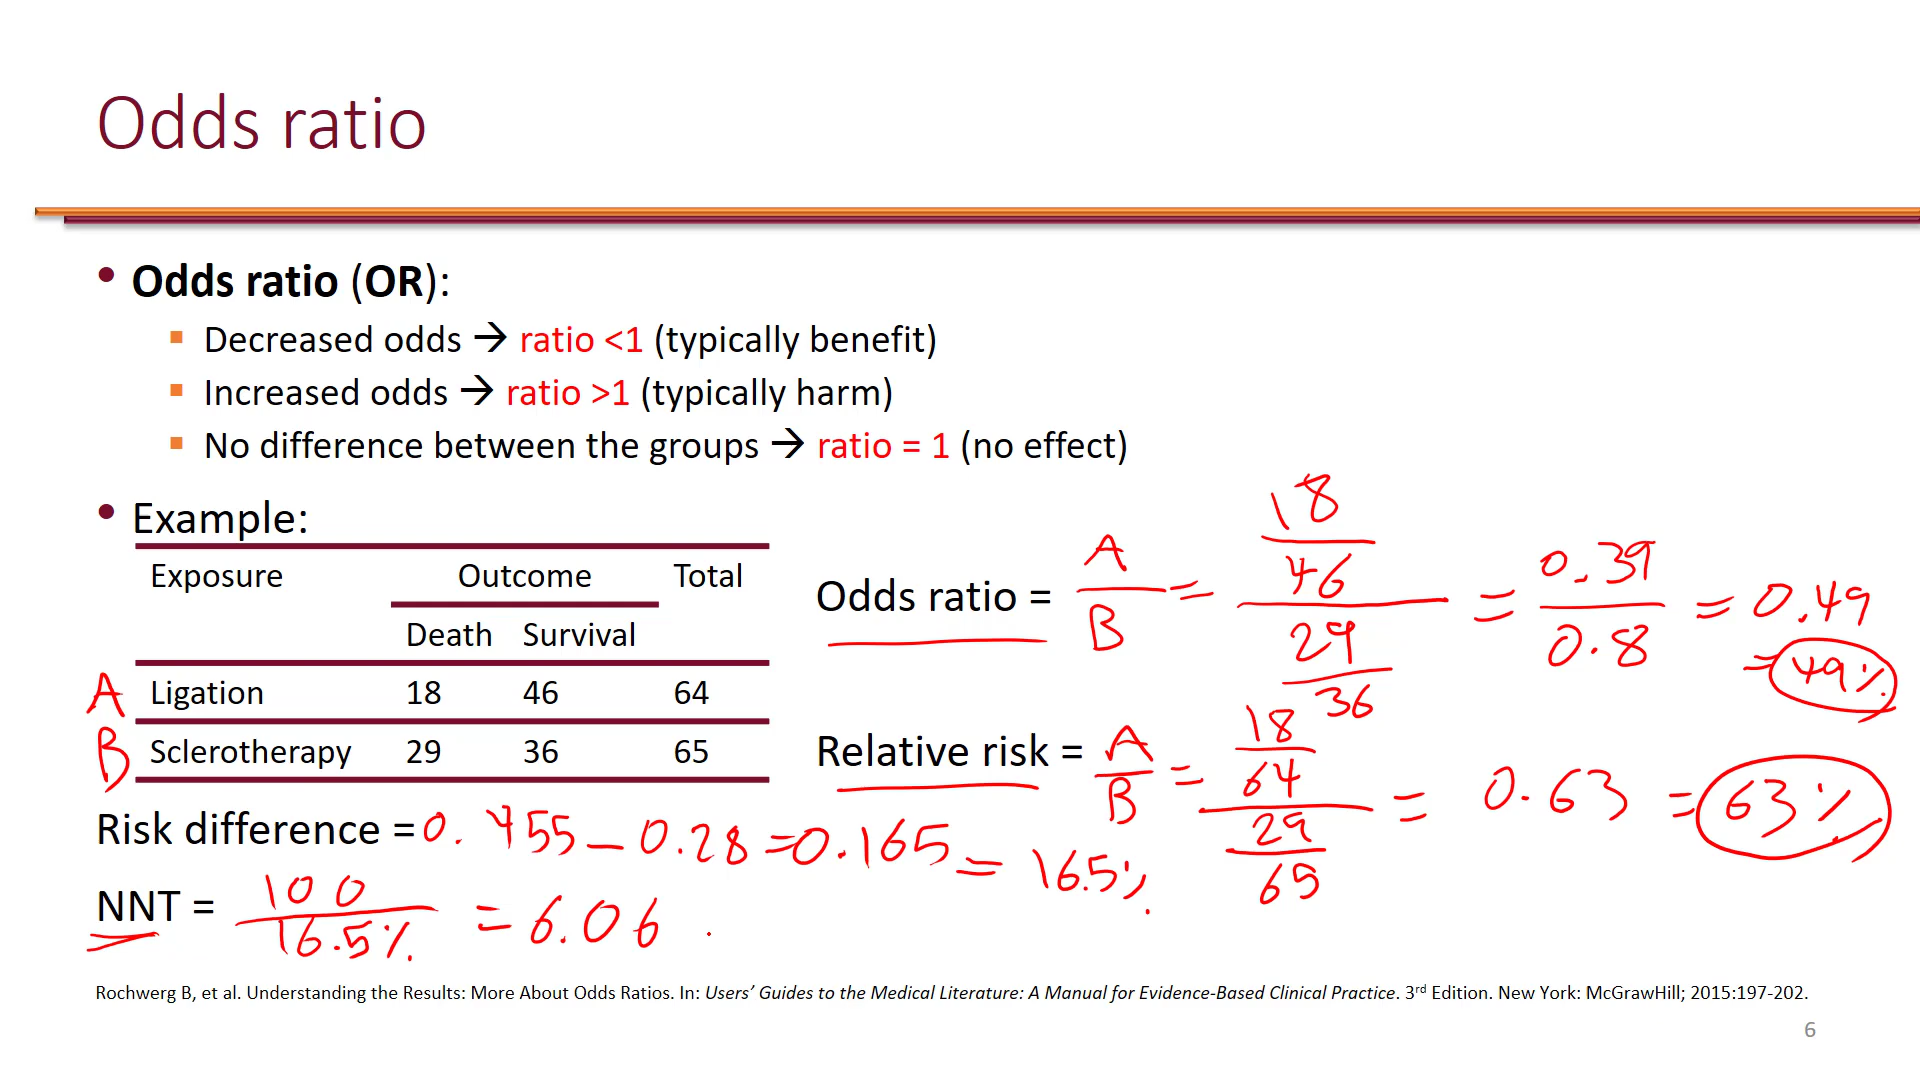 Odds ratio
• Odds ratio (OR):
▪ Decreased odds → ratio <1 (typically benefit)
▪ Increased odds → ratio >1 (typically harm)
▪ No difference between the groups → ratio = 1 (no effect)
• Example:
Exposure Outcome Total
Death Survival
A Ligation 18 46 64
B Sclerotherapy 29 36 65
Odds ratio = A/B = (18/46)/(29/36) = 0.39/0.8 = 0.49
= 49%
Relative risk = A/B = (18/64)/(29/65) = 0.63 = 63%
Risk difference = 0.455 - 0.28 = 0.165 = 16.5%
NNT = 100/16.5% = 6.06
Rochwerg B, et al. Understanding the Results: More About Odds Ratios. In: Users’ Guides to the Medical Literature: A Manual for Evidence-Based Clinical Practice. 3rd Edition. New York: McGrawHill; 2015:197-202.
6